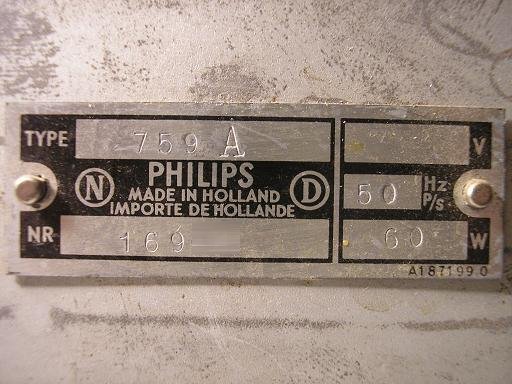 TYPE 759 A V
N PHILIPS D
MADE IN HOLLAND 50 Hz P/s
IMPORTE DE HOLLANDE
NR 169 60 W
A187199.0